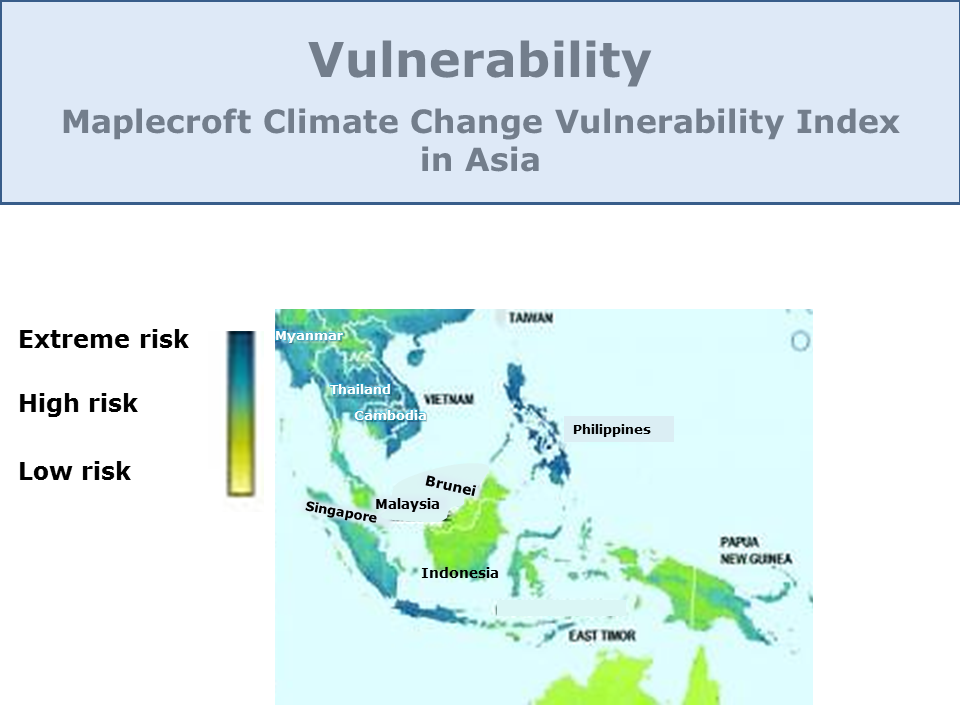 Vulnerability
Maplecroft Climate Change Vulnerability Index
in Asia
Extreme risk
High risk
Low risk
TAIWAN
Myanmar
LAOS
Thailand
VIETNAM
Cambodia
Philippines
Brunei
Malaysia
Singapore
PAPUA
NEW GUINEA
Indonesia
EAST TIMOR